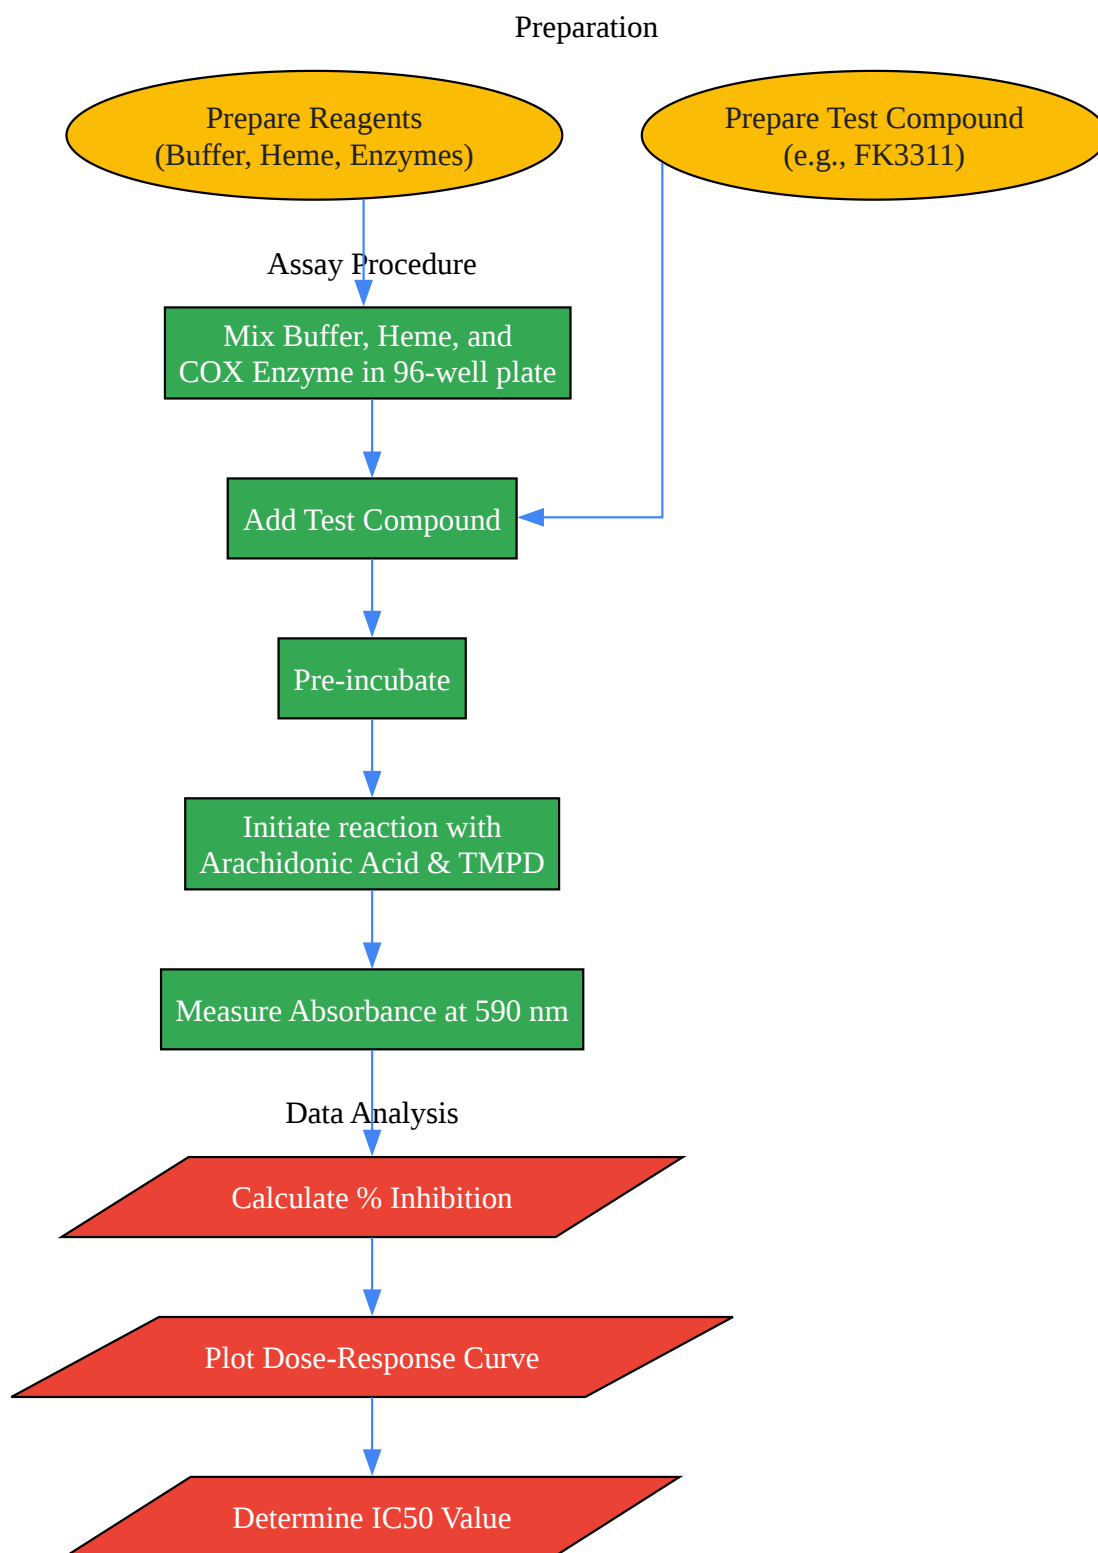 Preparation
Prepare Reagents
(Buffer, Heme, Enzymes)
Prepare Test Compound
(e.g., FK3311)
Assay Procedure
Mix Buffer, Heme, and
COX Enzyme in 96-well plate
Add Test Compound
Pre-incubate
Initiate reaction with
Arachidonic Acid & TMPD
Measure Absorbance at 590 nm
Data Analysis
Calculate % Inhibition
Plot Dose-Response Curve
Determine IC50 Value